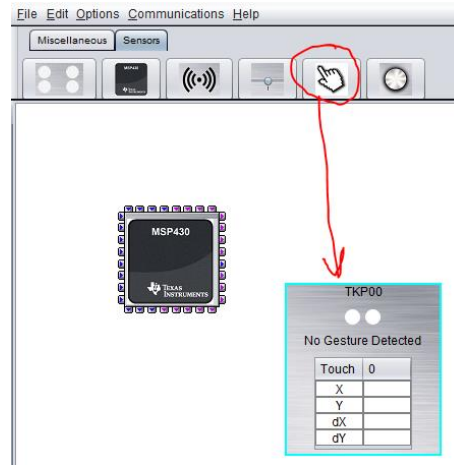 File Edit Options Communications Help
Miscellaneous Sensors
MSP430
MSP430
TEXAS
INSTRUMENTS
TKP00
No Gesture Detected
Touch 0
X
Y
dX
dY